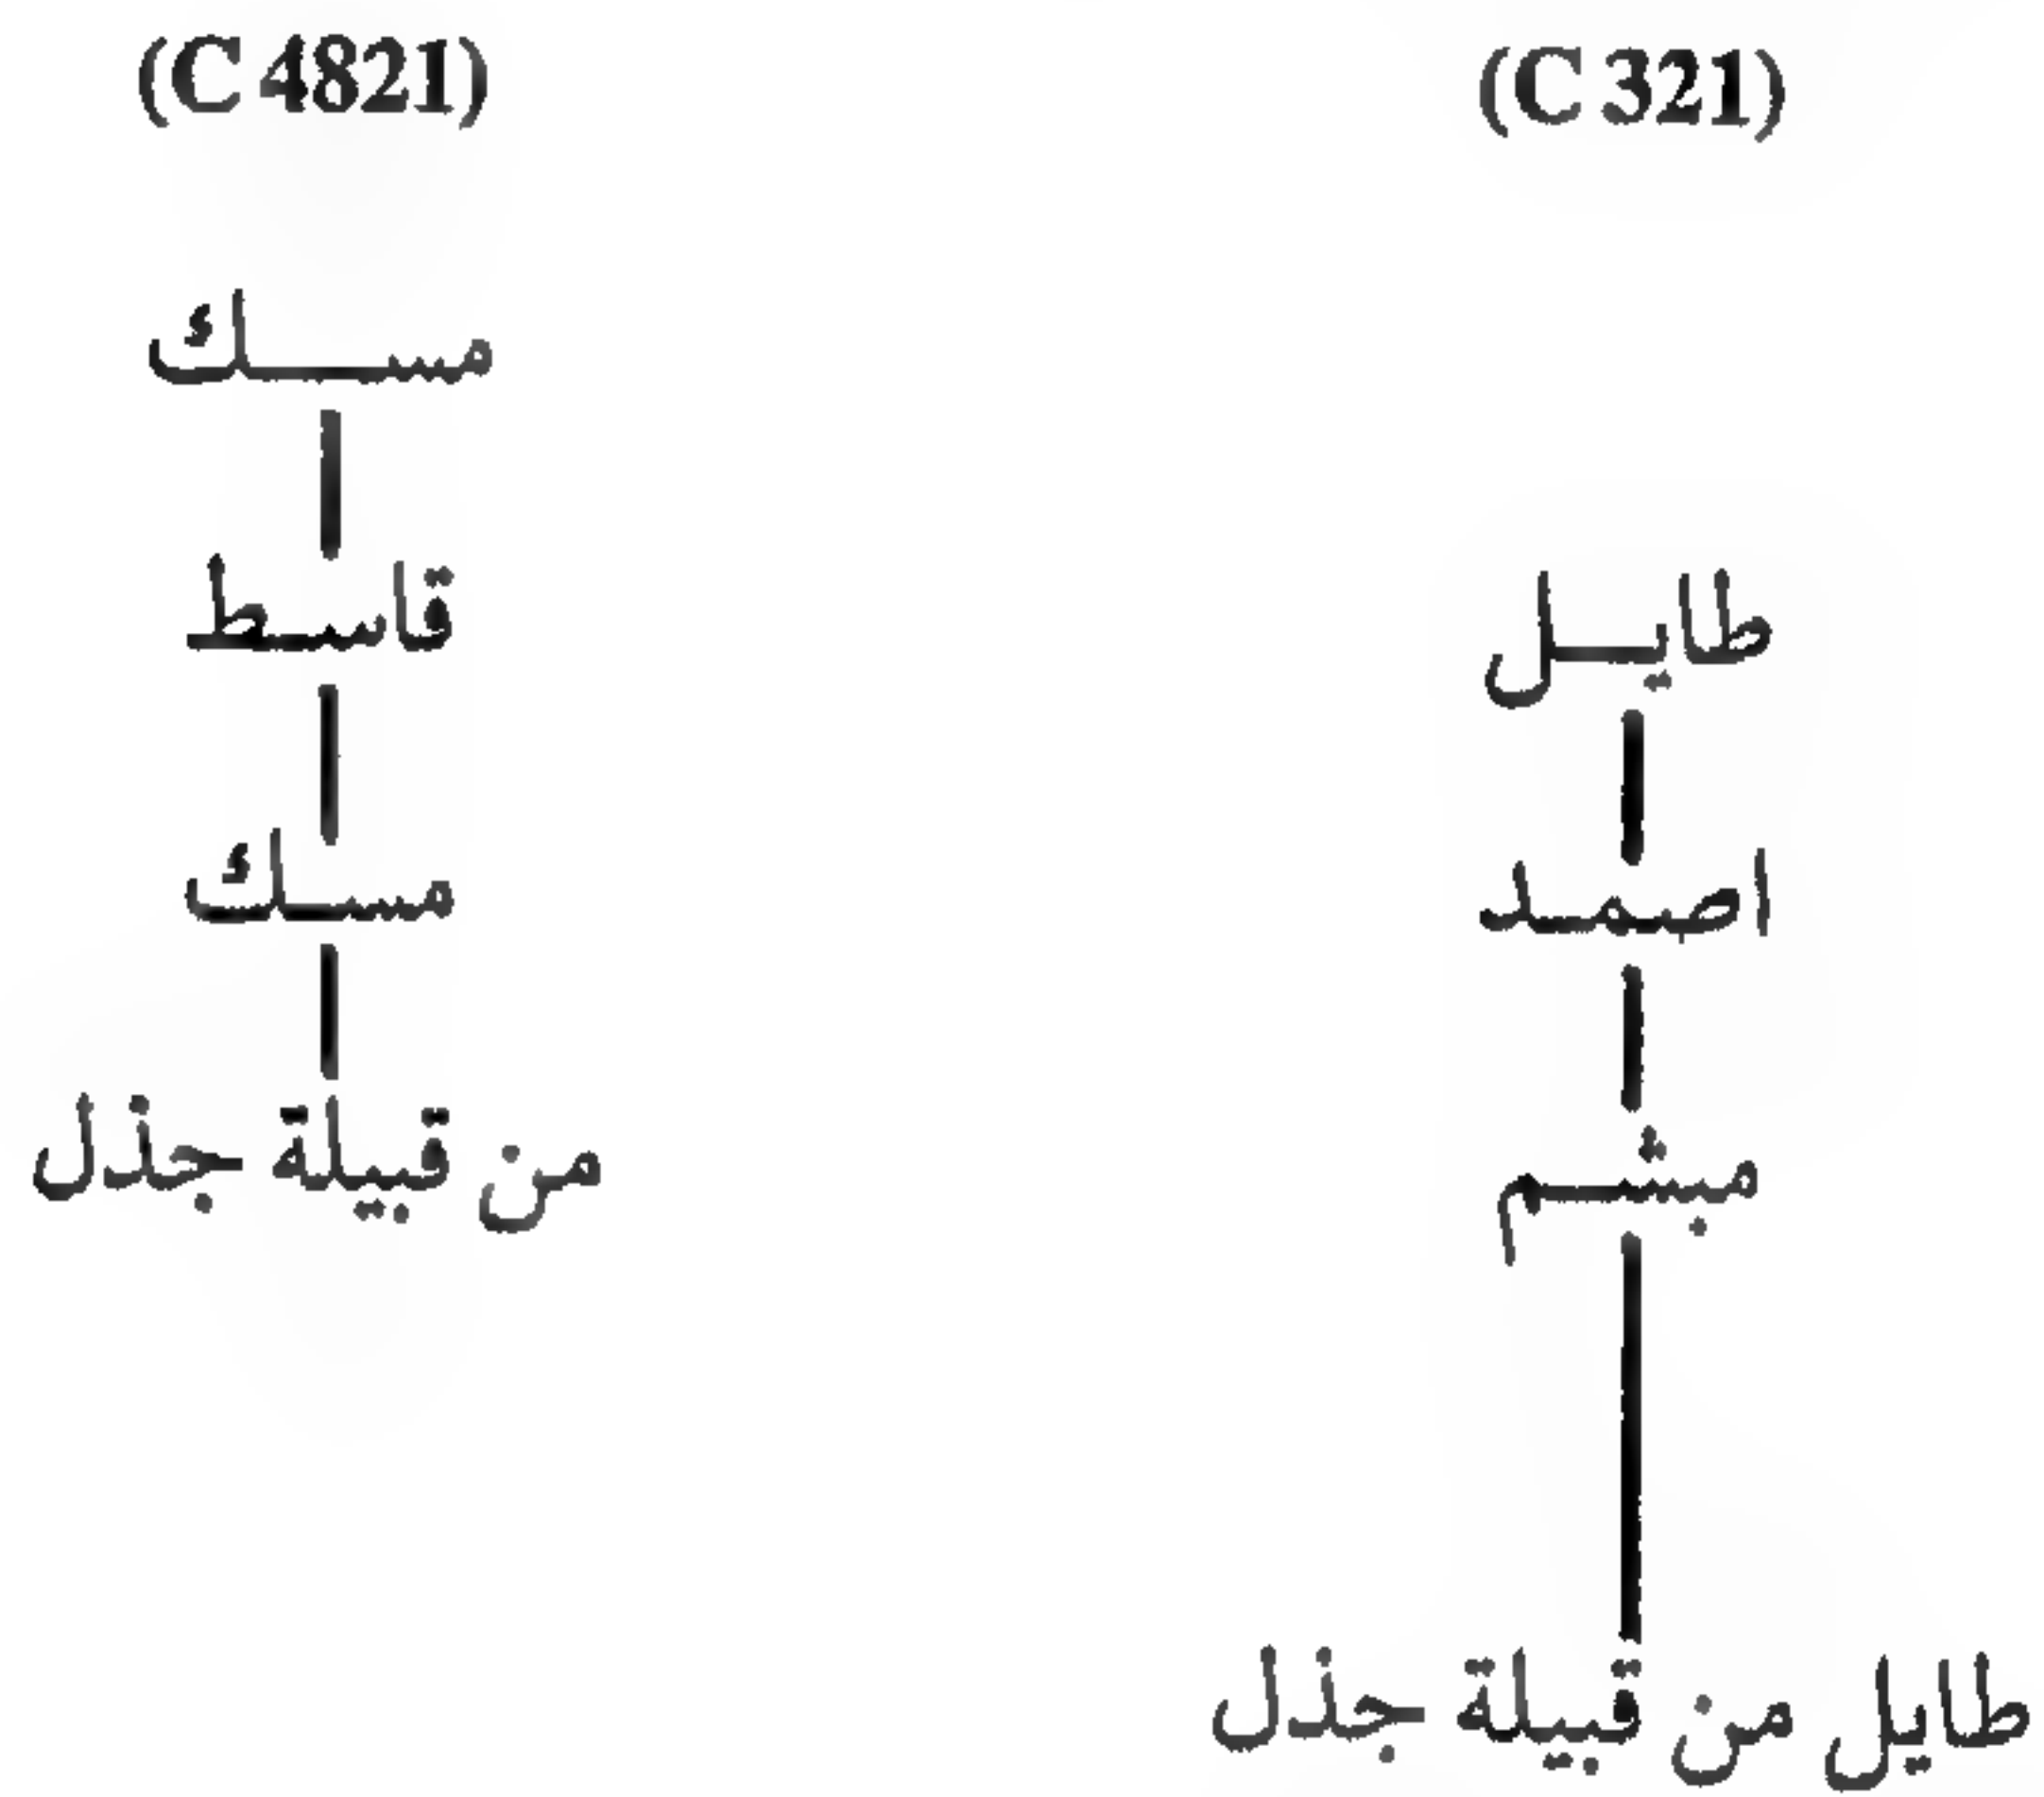 (C 321)
طايل
اصمد
مبشم
طايل من قبيلة جذل
(C 4821)
مسك
قاسط
مسك
من قبيلة جذل